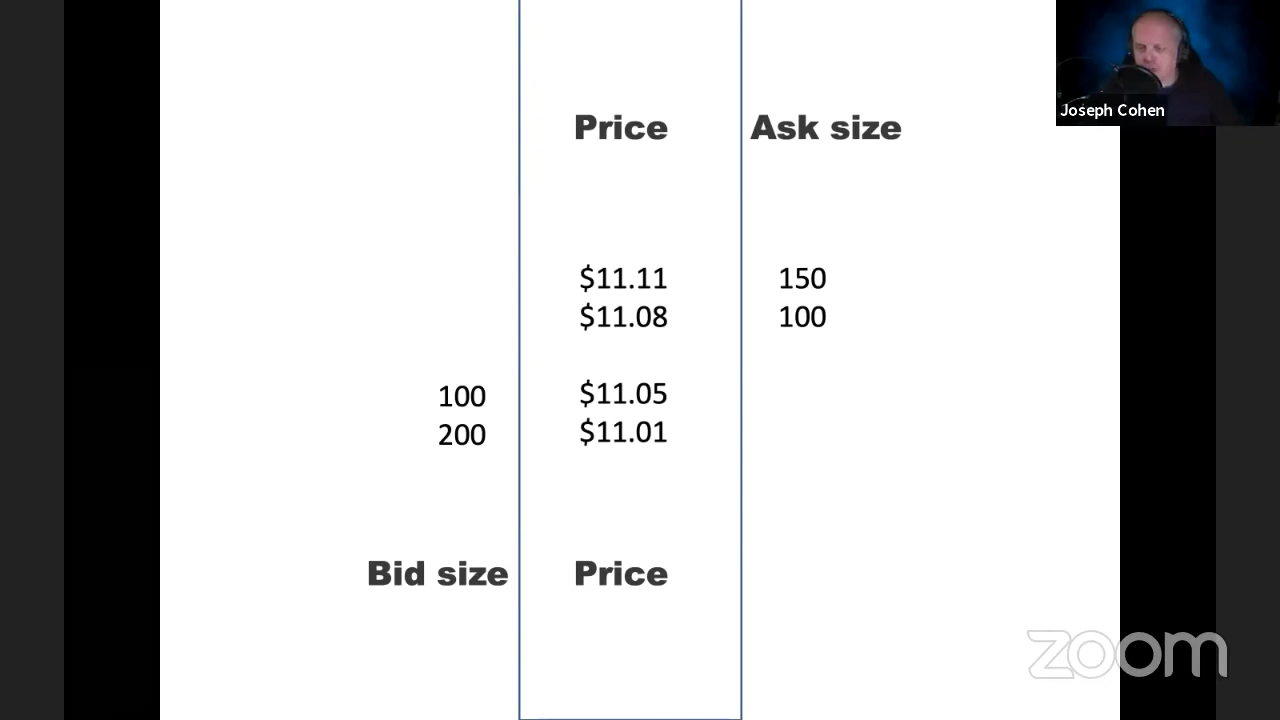 Joseph Cohen
Price Ask size
$11.11 150
$11.08 100
100 $11.05
200 $11.01
Bid size Price
zoom